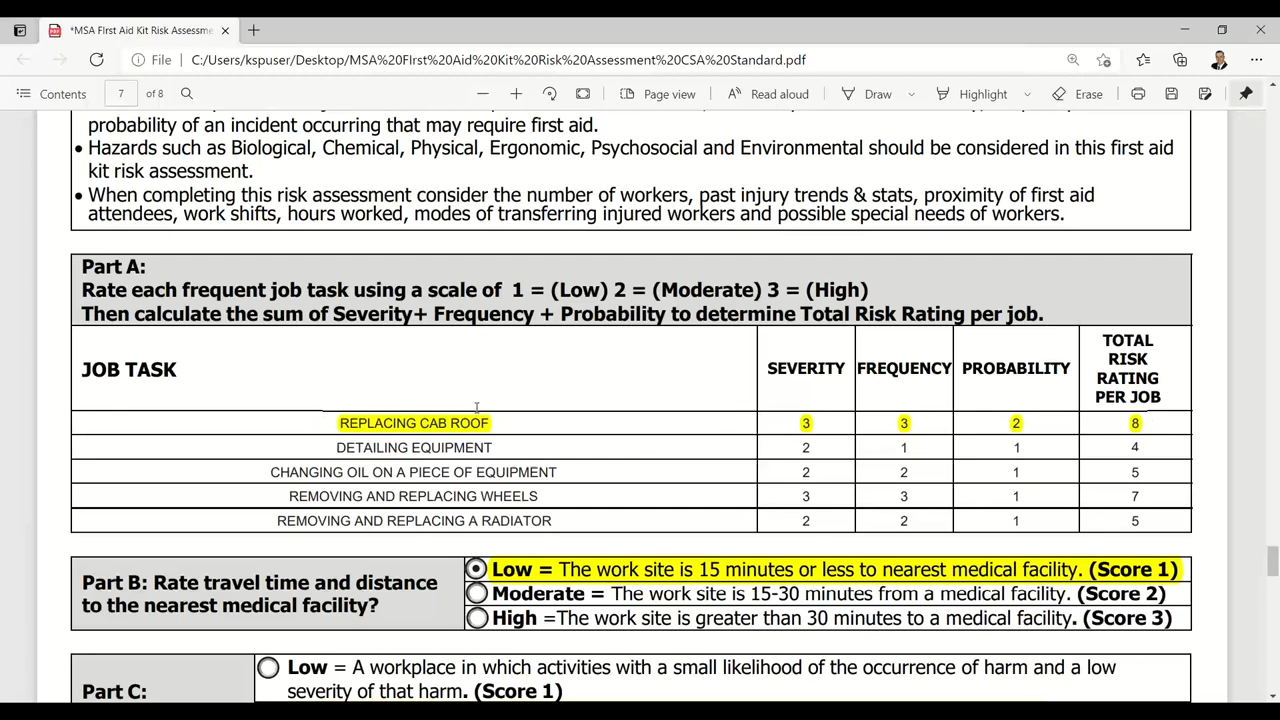 *MSA FIrst Aid Kit Risk Assessme
File
C:/Users/kspuser/Desktop/MSA%20FIrst%20Aid%20Kit%20Risk%20Assessment%20CSA%20Standard.pdf
Contents
7
of 8
Page view
Read aloud
Draw
Highlight
Erase
probability of an incident occurring that may require first aid.
• Hazards such as Biological, Chemical, Physical, Ergonomic, Psychosocial and Environmental should be considered in this first aid
kit risk assessment.
• When completing this risk assessment consider the number of workers, past injury trends & stats, proximity of first aid
attendees, work shifts, hours worked, modes of transferring injured workers and possible special needs of workers.
Part A:
Rate each frequent job task using a scale of 1 = (Low) 2 = (Moderate) 3 = (High)
Then calculate the sum of Severity+ Frequency + Probability to determine Total Risk Rating per job.
JOB TASK
SEVERITY
FREQUENCY
PROBABILITY
TOTAL
RISK
RATING
PER JOB
REPLACING CAB ROOF 3 3 2 8
DETAILING EQUIPMENT 2 1 1 4
CHANGING OIL ON A PIECE OF EQUIPMENT 2 2 1 5
REMOVING AND REPLACING WHEELS 3 3 1 7
REMOVING AND REPLACING A RADIATOR 2 2 1 5
Part B: Rate travel time and distance
to the nearest medical facility?
Low = The work site is 15 minutes or less to nearest medical facility. (Score 1)
Moderate = The work site is 15-30 minutes from a medical facility. (Score 2)
High =The work site is greater than 30 minutes to a medical facility. (Score 3)
Part C:
Low = A workplace in which activities with a small likelihood of the occurrence of harm and a low
severity of that harm. (Score 1)